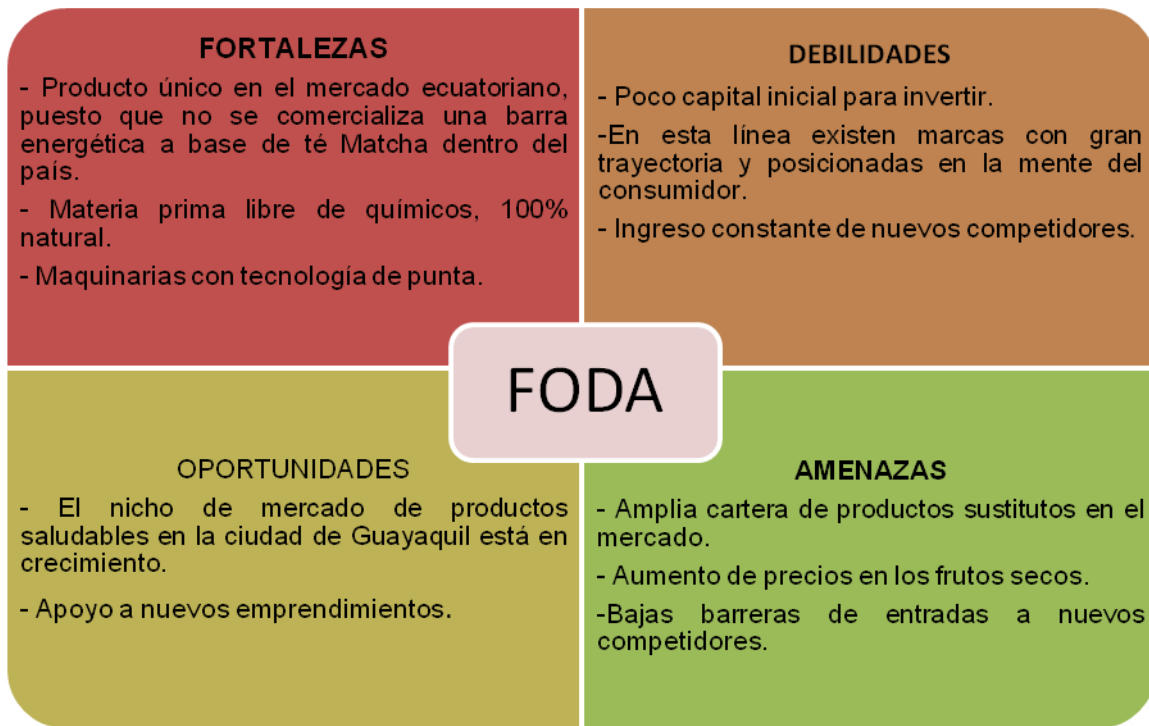 FORTALEZAS
- Producto único en el mercado ecuatoriano,
puesto que no se comercializa una barra
energética a base de té Matcha dentro del
país.
- Materia prima libre de químicos, 100%
natural.
- Maquinarias con tecnología de punta.
DEBILIDADES
- Poco capital inicial para invertir.
-En esta línea existen marcas con gran
trayectoria y posicionadas en la mente del
consumidor.
- Ingreso constante de nuevos competidores.
FODA
OPORTUNIDADES
- El nicho de mercado de productos
saludables en la ciudad de Guayaquil está en
crecimiento.
- Apoyo a nuevos emprendimientos.
AMENAZAS
- Amplia cartera de productos sustitutos en el
mercado.
- Aumento de precios en los frutos secos.
-Bajas barreras de entradas a nuevos
competidores.